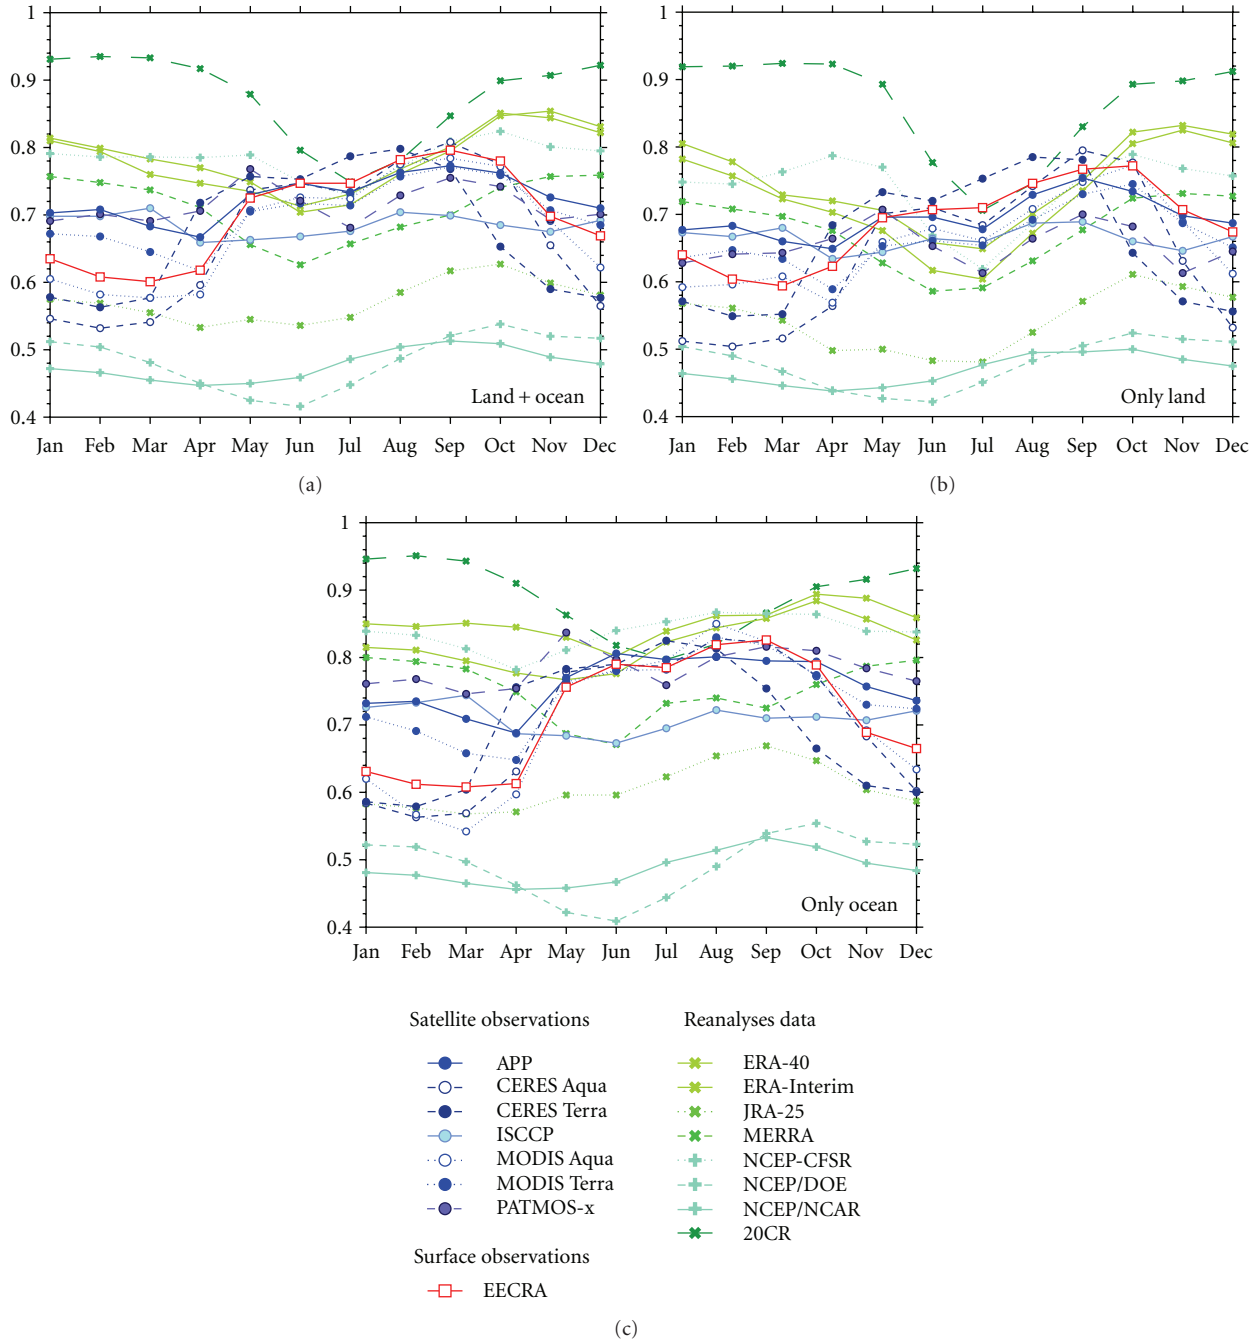 1
0.9
0.8
0.7
0.6
0.5
0.4
Land + ocean
Jan Feb Mar Apr May Jun Jul Aug Sep Oct Nov Dec
(a)
1
0.9
0.8
0.7
0.6
0.5
0.4
Only land
Jan Feb Mar Apr May Jun Jul Aug Sep Oct Nov Dec
(b)
1
0.9
0.8
0.7
0.6
0.5
0.4
Only ocean
Jan Feb Mar Apr May Jun Jul Aug Sep Oct Nov Dec
Satellite observations
APP
CERES Aqua
CERES Terra
ISCCP
MODIS Aqua
MODIS Terra
PATMOS-x
Surface observations
EECRA
Reanalyses data
ERA-40
ERA-Interim
JRA-25
MERRA
NCEP-CFSR
NCEP/DOE
NCEP/NCAR
20CR
(c)